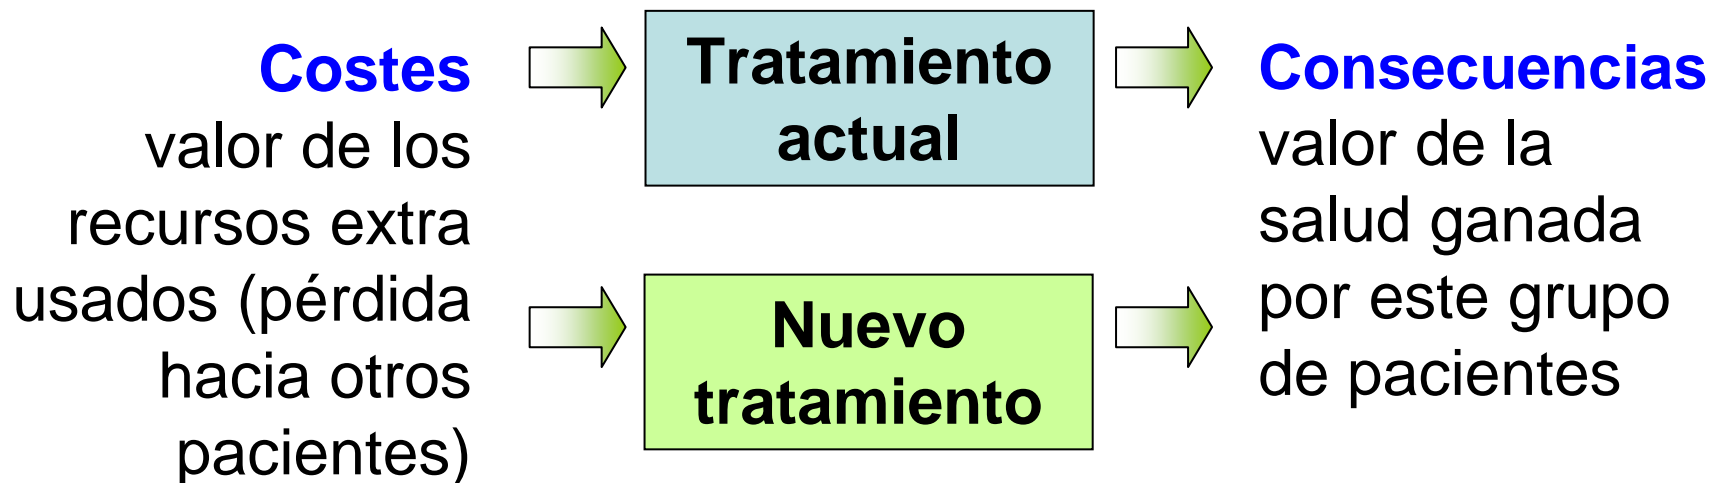 Costes
valor de los
recursos extra
usados (pérdida
hacia otros
pacientes)
Tratamiento
actual
Nuevo
tratamiento
Consecuencias
valor de la
salud ganada
por este grupo
de pacientes